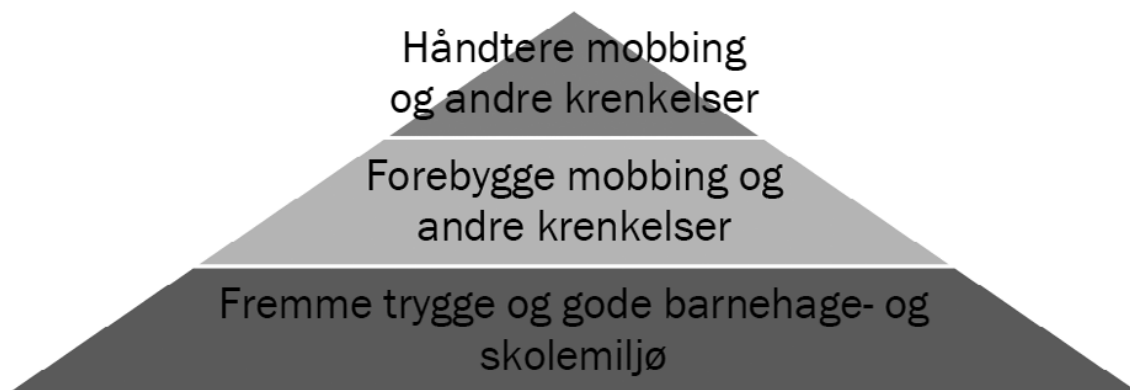 Håndtere mobbing
og andre krenkelser
Forebygge mobbing og
andre krenkelser
Fremme trygge og gode barnehage- og
skolemiljø